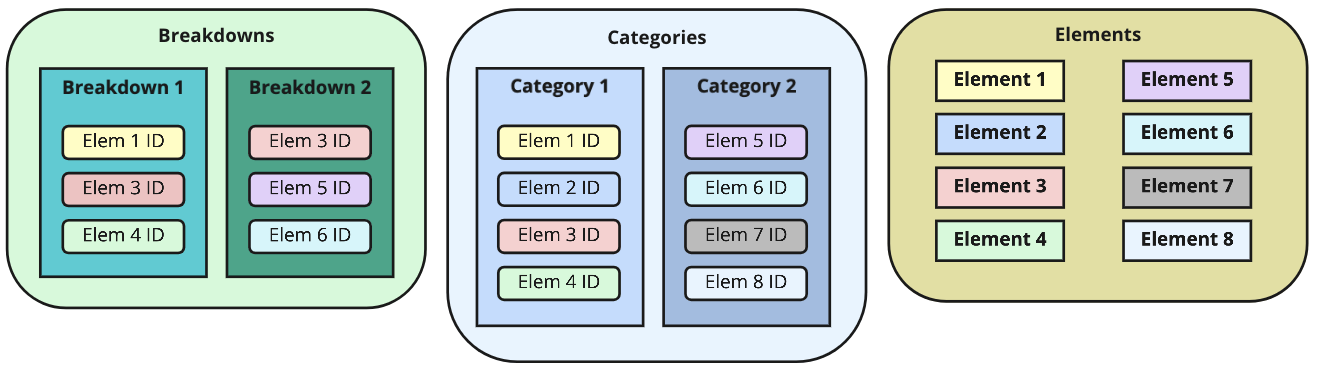 Breakdowns
Breakdown 1
Elem 1 ID
Elem 3 ID
Elem 4 ID
Breakdown 2
Elem 3 ID
Elem 5 ID
Elem 6 ID
Categories
Category 1
Elem 1 ID
Elem 2 ID
Elem 3 ID
Elem 4 ID
Category 2
Elem 5 ID
Elem 6 ID
Elem 7 ID
Elem 8 ID
Elements
Element 1
Element 2
Element 3
Element 4
Element 5
Element 6
Element 7
Element 8